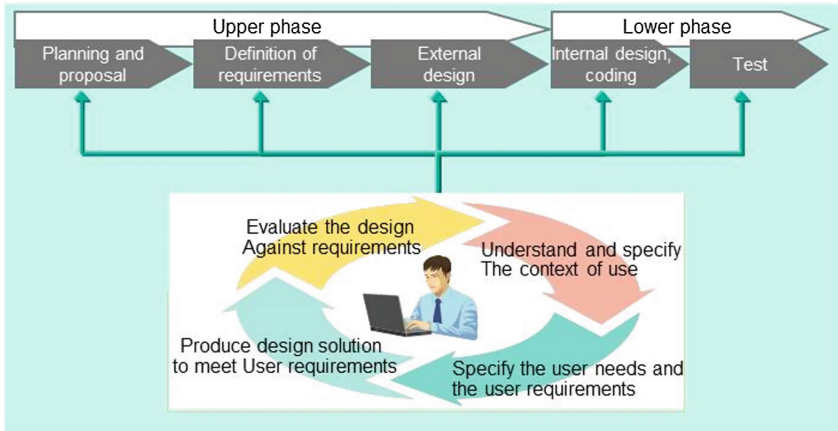 Upper phase
Lower phase
Planning and
proposal
Definition of
requirements
External
design
Internal design,
coding
Test
Evaluate the design
Against requirements
Understand and specify
The context of use
Produce design solution
to meet User requirements
Specify the user needs and
the user requirements